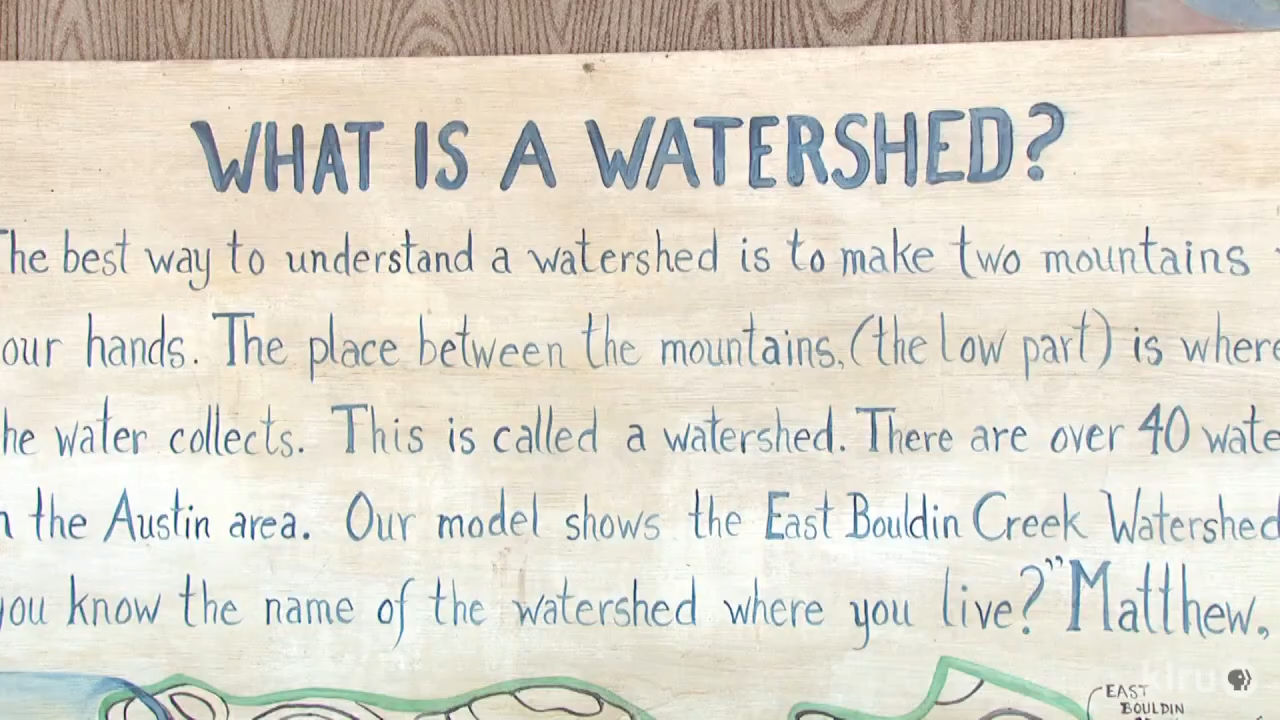 WHAT IS A WATERSHED?
The best way to understand a watershed is to make two mountains
our hands. The place between the mountains, (the low part) is where
he water collects. This is called a watershed. There are over 40 wate
n the Austin area. Our model shows the East Bouldin Creek Watershed
you know the name of the watershed where you live?" Matthew,
klru
EAST
BOULDIN